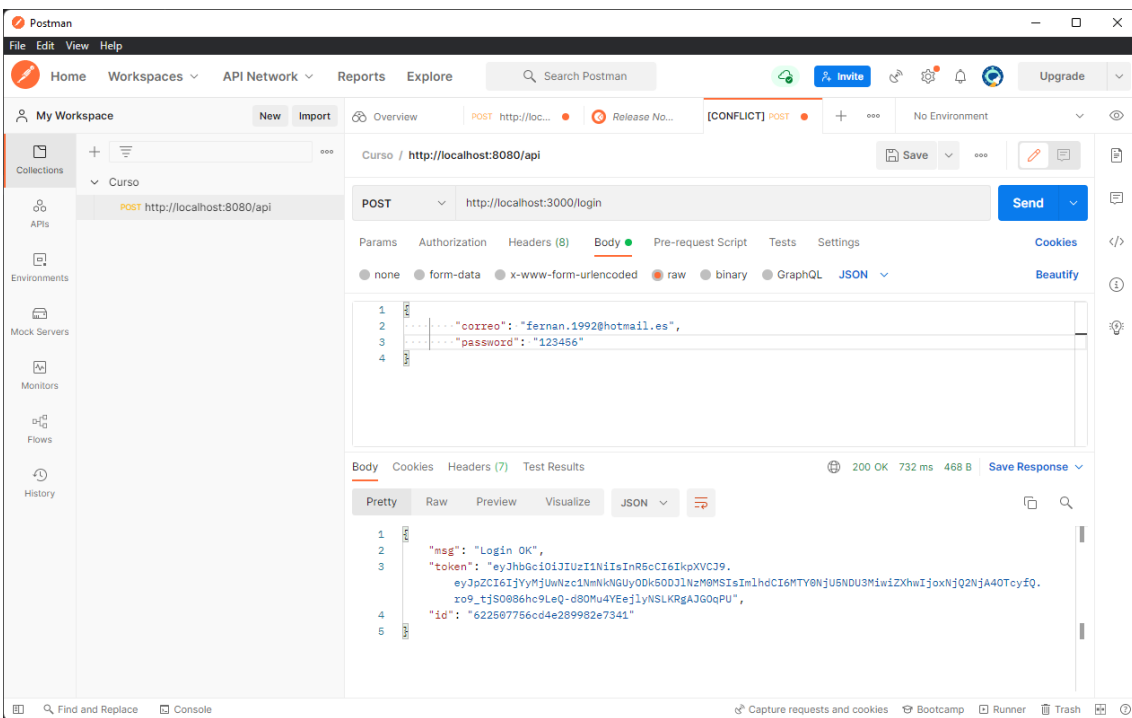 Postman
File Edit View Help
Home Workspaces API Network Reports Explore Search Postman Invite Upgrade
My Workspace New Import Overview POST http://loc... Release No... [CONFLICT] POST No Environment
Collections
APIs
Environments
Mock Servers
Monitors
Flows
History
Curso
POST http://localhost:8080/api
Curso / http://localhost:8080/api Save
POST http://localhost:3000/login Send
Params Authorization Headers (8) Body Pre-request Script Tests Settings Cookies
none form-data x-www-form-urlencoded raw binary GraphQL JSON Beautify
1 {
2 "correo": "fernan.1992@hotmail.es",
3 "password": "123456"
4 }
Body Cookies Headers (7) Test Results 200 OK 732 ms 468 B Save Response
Pretty Raw Preview Visualize JSON
1 {
2 "msg": "Login OK",
3 "token": "eyJhbGciOiJIUzI1NiIsInR5cCI6IkpXVCJ9.
eyJpZCI6IjYyMjUwNzc1NmNkNGUyODk5ODJlNzM0MSIsImlhdCI6MTY0NjU5NDU3MiwiZXhwIjoxNjQ2NjA4OTcyfQ.
ro9_tjSO086hc9LeQ-d8OMu4YEejlyNSLKRgAJGOqPU",
4 "id": "622507756cd4e289982e7341"
5 }
Find and Replace Console Capture requests and cookies Bootcamp Runner Trash